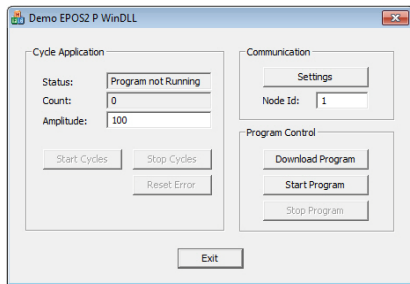 Demo EPOS2 P WinDLL
Cycle Application
Status: Program not Running
Count: 0
Amplitude: 100
Start Cycles Stop Cycles
Reset Error
Communication
Settings
Node Id: 1
Program Control
Download Program
Start Program
Stop Program
Exit